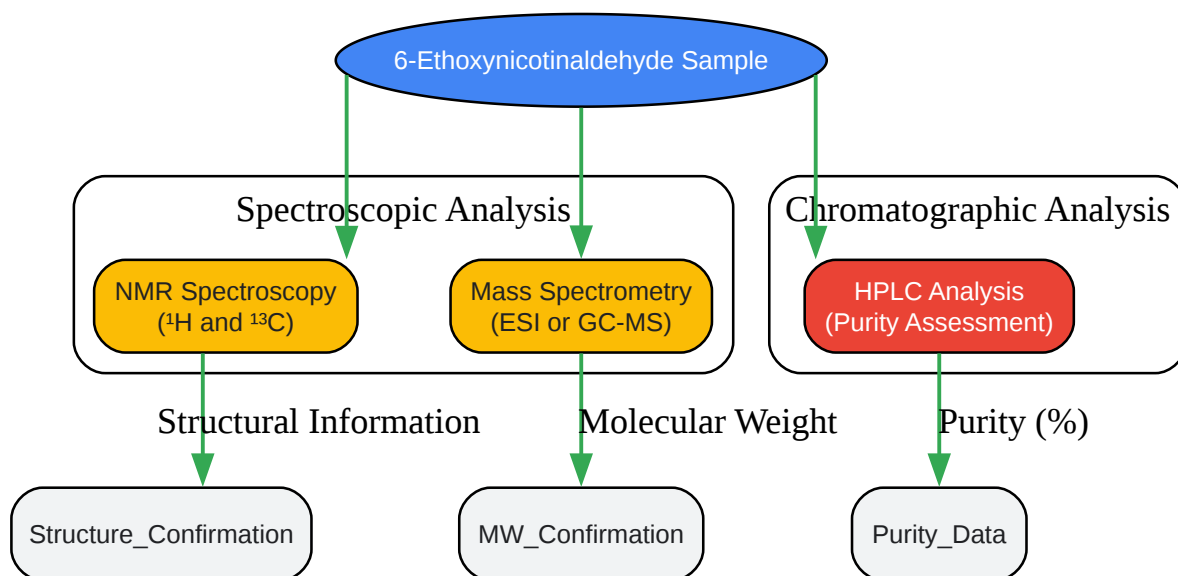 6-Ethoxynicotinaldehyde Sample
Spectroscopic Analysis
Chromatographic Analysis
NMR Spectroscopy
(¹H and ¹³C)
Mass Spectrometry
(ESI or GC-MS)
HPLC Analysis
(Purity Assessment)
Structural Information
Molecular Weight
Purity (%)
Structure_Confirmation
MW_Confirmation
Purity_Data